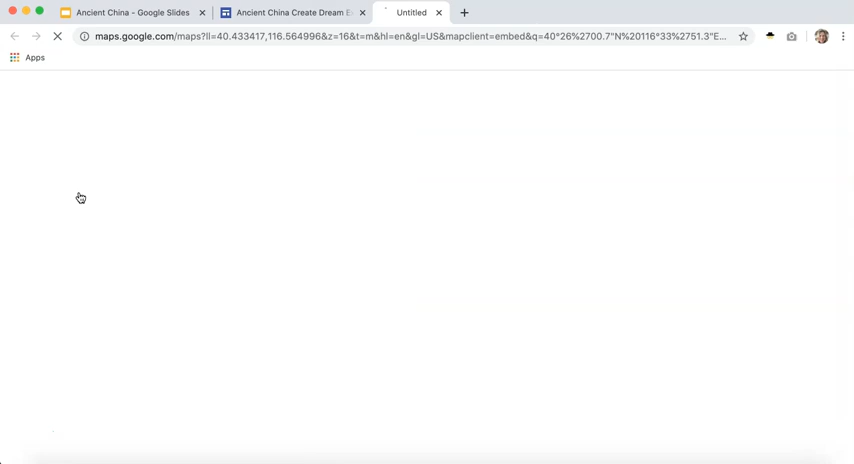 Ancient China - Google Slides
Ancient China Create Dream E
Untitled
maps.google.com/maps?ll=40.433417,116.564996&z=16&t=m&hl=en&gl=US&mapclient=embed&q=40°26%2700.7"N%20116°33%2751.3"E...
Apps